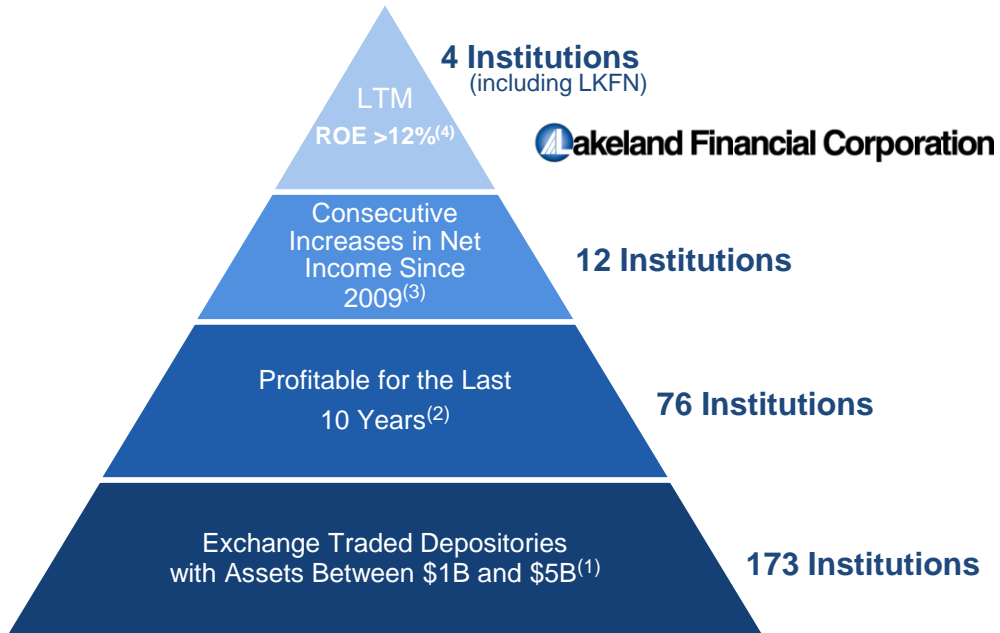 4 Institutions
(including LKFN)
LTM
ROE >12%(4)
Lakeland Financial Corporation
Consecutive
Increases in Net
Income Since
2009(3)
12 Institutions
Profitable for the Last
10 Years(2)
76 Institutions
Exchange Traded Depositories
with Assets Between $1B and $5B(1)
173 Institutions